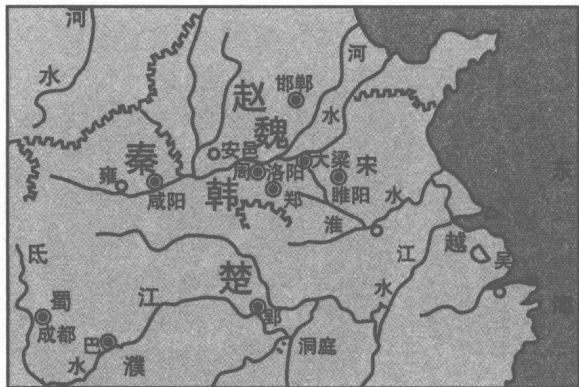 河
水
赵
邯郸
河
水
魏
安邑
周
洛阳
大梁
宋
睢阳
秦
雍
咸阳
韩
郑
淮
水
东
氐
楚
江
水
越
吴
江
水
蜀
成都
巴
濮
郢
洞庭